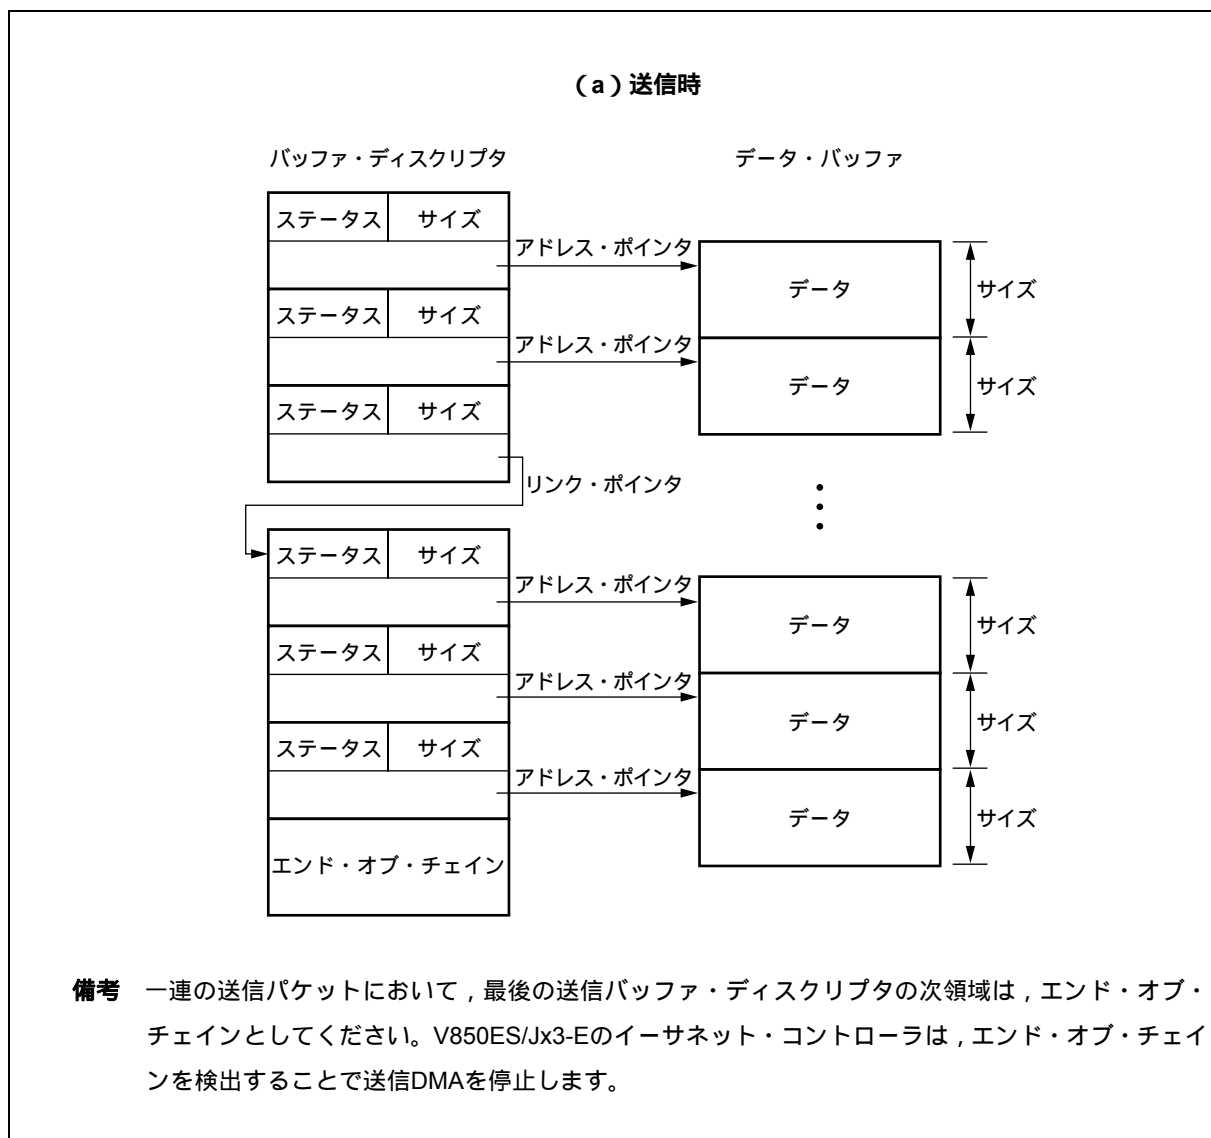 （a）送信時
バッファ・ディスクリプタ
データ・バッファ
ステータス サイズ
アドレス・ポインタ
データ
サイズ
ステータス サイズ
アドレス・ポインタ
データ
サイズ
ステータス サイズ
リンク・ポインタ
ステータス サイズ
アドレス・ポインタ
データ
サイズ
ステータス サイズ
アドレス・ポインタ
データ
サイズ
ステータス サイズ
アドレス・ポインタ
データ
サイズ
エンド・オブ・チェイン
備考 一連の送信パケットにおいて，最後の送信バッファ・ディスクリプタの次領域は，エンド・オブ・
チェインとしてください。V850ES/Jx3-Eのイーサネット・コントローラは，エンド・オブ・チェイ
ンを検出することで送信DMAを停止します。